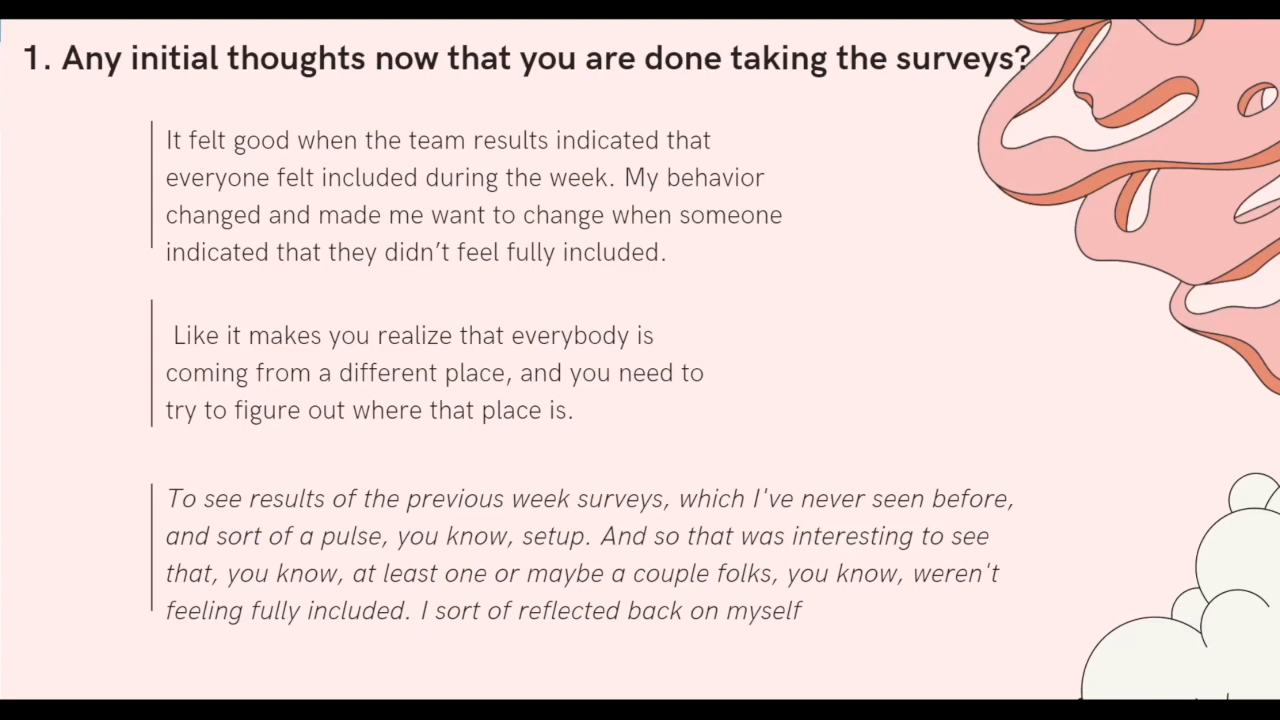 1. Any initial thoughts now that you are done taking the surveys?
It felt good when the team results indicated that
everyone felt included during the week. My behavior
changed and made me want to change when someone
indicated that they didn’t feel fully included.
Like it makes you realize that everybody is
coming from a different place, and you need to
try to figure out where that place is.
To see results of the previous week surveys, which I've never seen before,
and sort of a pulse, you know, setup. And so that was interesting to see
that, you know, at least one or maybe a couple folks, you know, weren't
feeling fully included. I sort of reflected back on myself